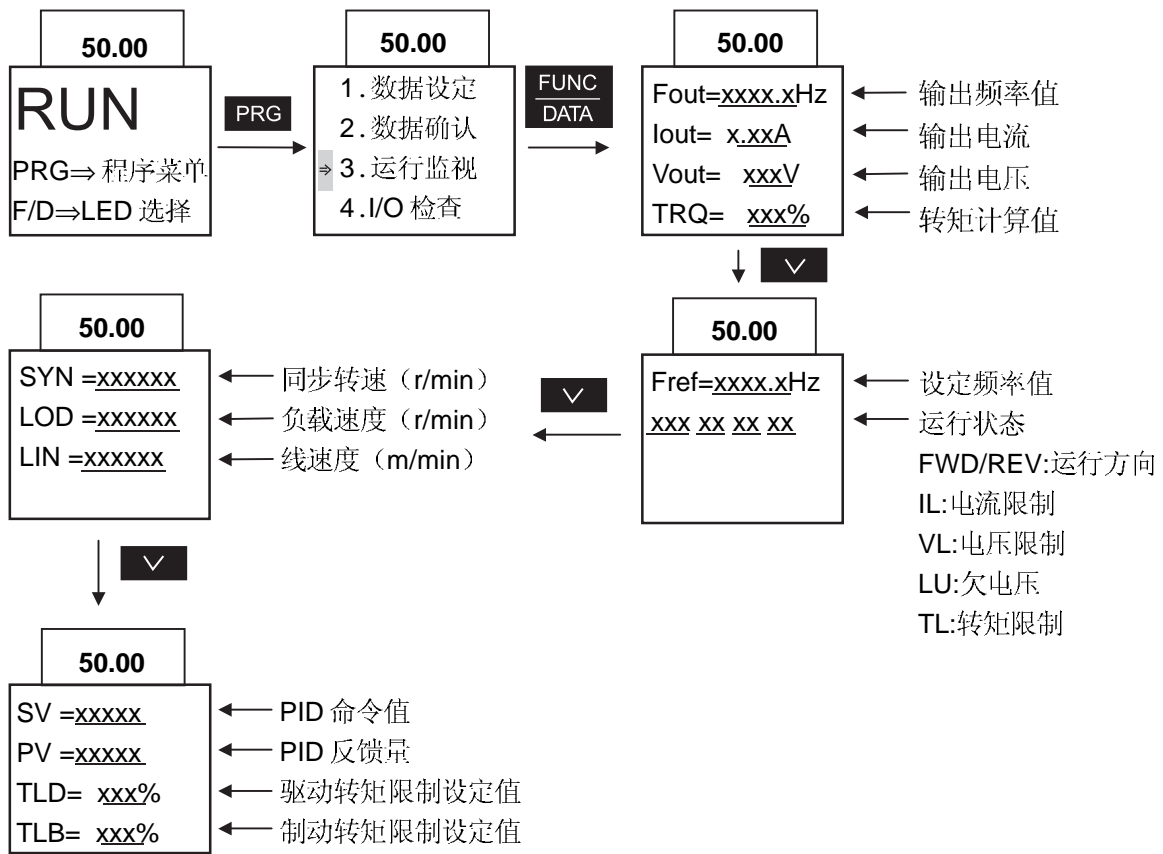 50.00
RUN
PRG⇒程序菜单
F/D⇒LED 选择
PRG
50.00
1.数据设定
2.数据确认
⇒ 3.运行监视
4.I/O 检查
FUNC
DATA
50.00
Fout=xxxx.xHz
Iout= x.xxA
Vout= xxxV
TRQ= xxx%
输出频率值
输出电流
输出电压
转矩计算值
50.00
Fref=xxxx.xHz
xxx xx xx xx
设定频率值
运行状态
FWD/REV:运行方向
IL:电流限制
VL:电压限制
LU:欠电压
TL:转矩限制
50.00
SYN =xxxxxx
LOD =xxxxxx
LIN =xxxxxx
同步转速（r/min）
负载速度（r/min）
线速度（m/min）
50.00
SV =xxxxx
PV =xxxxx
TLD= xxx%
TLB= xxx%
PID 命令值
PID 反馈量
驱动转矩限制设定值
制动转矩限制设定值